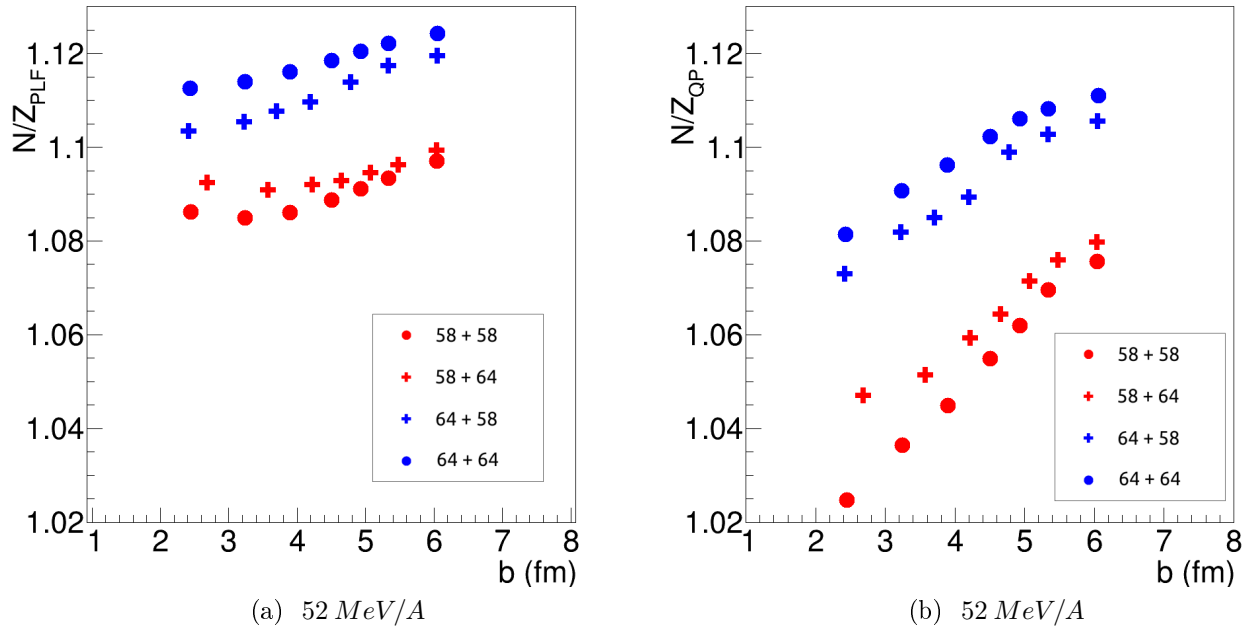 N/Z_PLF
1.12
1.1
1.08
1.06
1.04
1.02
58 + 58
58 + 64
64 + 58
64 + 64
1 2 3 4 5 6 7 8
b (fm)
(a) 52 MeV/A
N/Z_QP
1.12
1.1
1.08
1.06
1.04
1.02
58 + 58
58 + 64
64 + 58
64 + 64
1 2 3 4 5 6 7 8
b (fm)
(b) 52 MeV/A